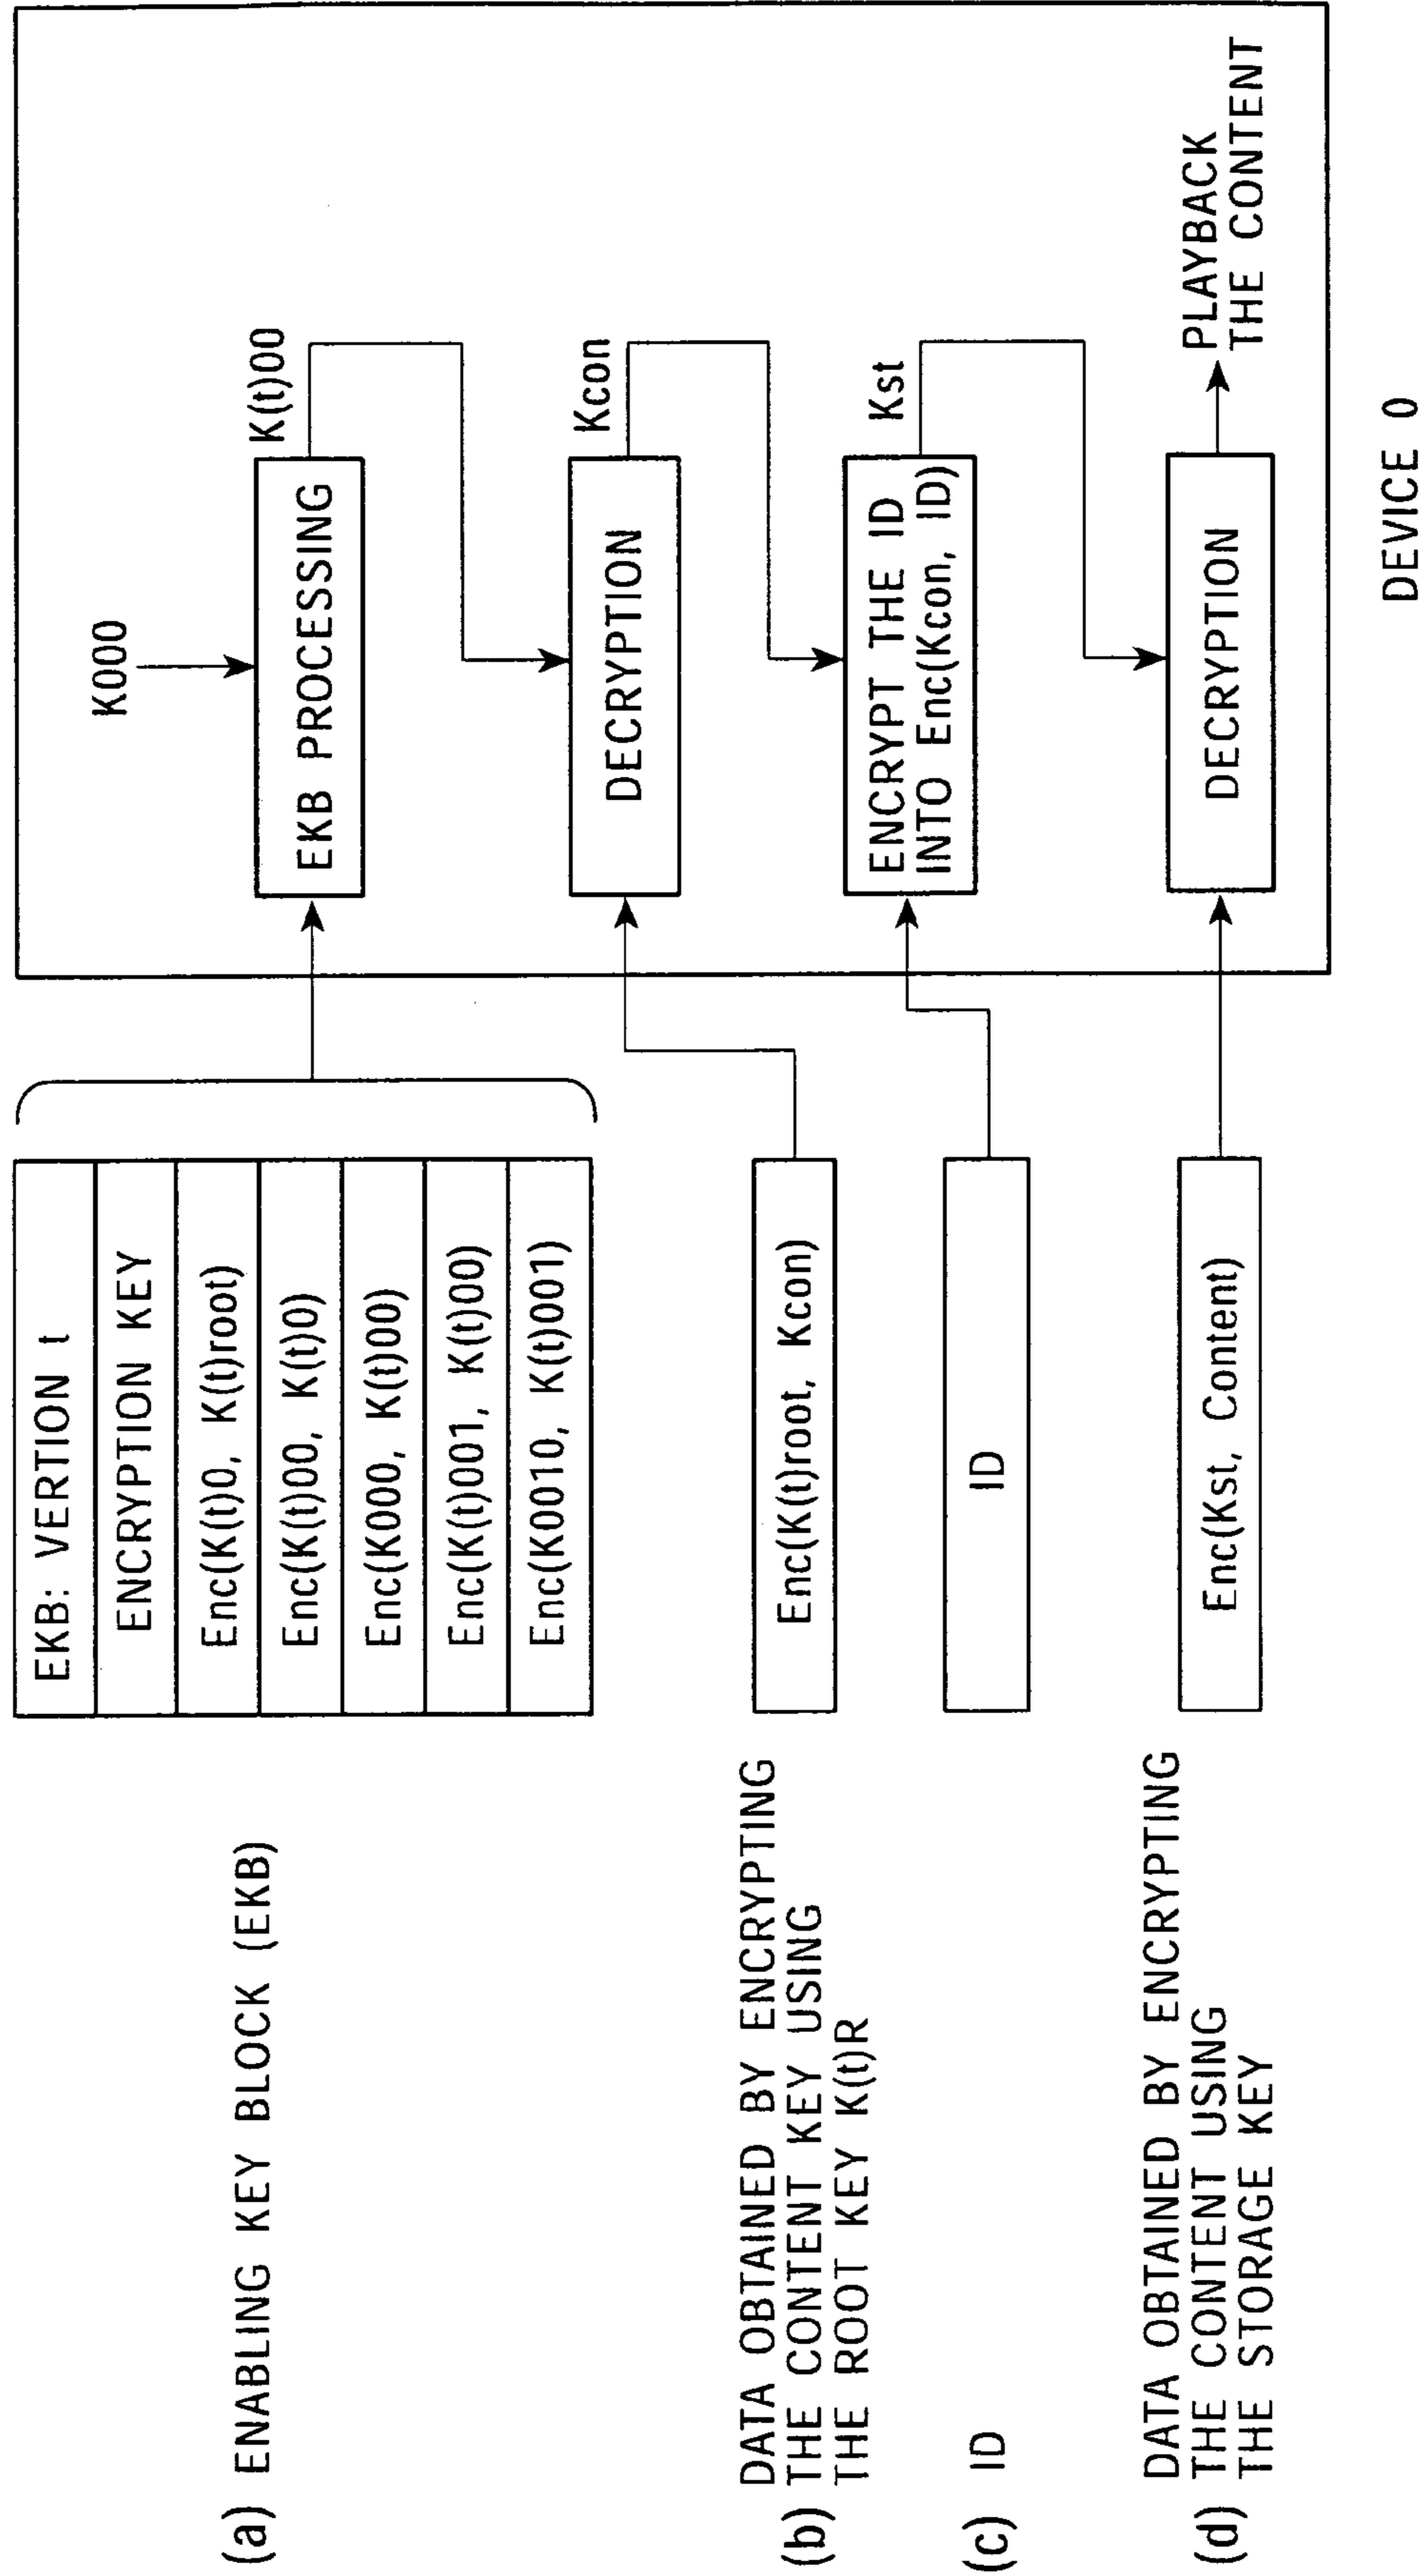 (a) ENABLING KEY BLOCK (EKB)
EKB: VERTION t
ENCRYPTION KEY
Enc(K(t)0, K(t)root)
Enc(K(t)00, K(t)0)
Enc(K000, K(t)00)
Enc(K(t)001, K(t)00)
Enc(K0010, K(t)001)
K000
EKB PROCESSING
K(t)00
(b) DATA OBTAINED BY ENCRYPTING
THE CONTENT KEY USING
THE ROOT KEY K(t)R
Enc(K(t)root, Kcon)
DECRYPTION
Kcon
(c) ID
ID
ENCRYPT THE ID
INTO Enc(Kcon, ID)
Kst
(d) DATA OBTAINED BY ENCRYPTING
THE CONTENT USING
THE STORAGE KEY
Enc(Kst, Content)
DECRYPTION
PLAYBACK
THE CONTENT
DEVICE 0